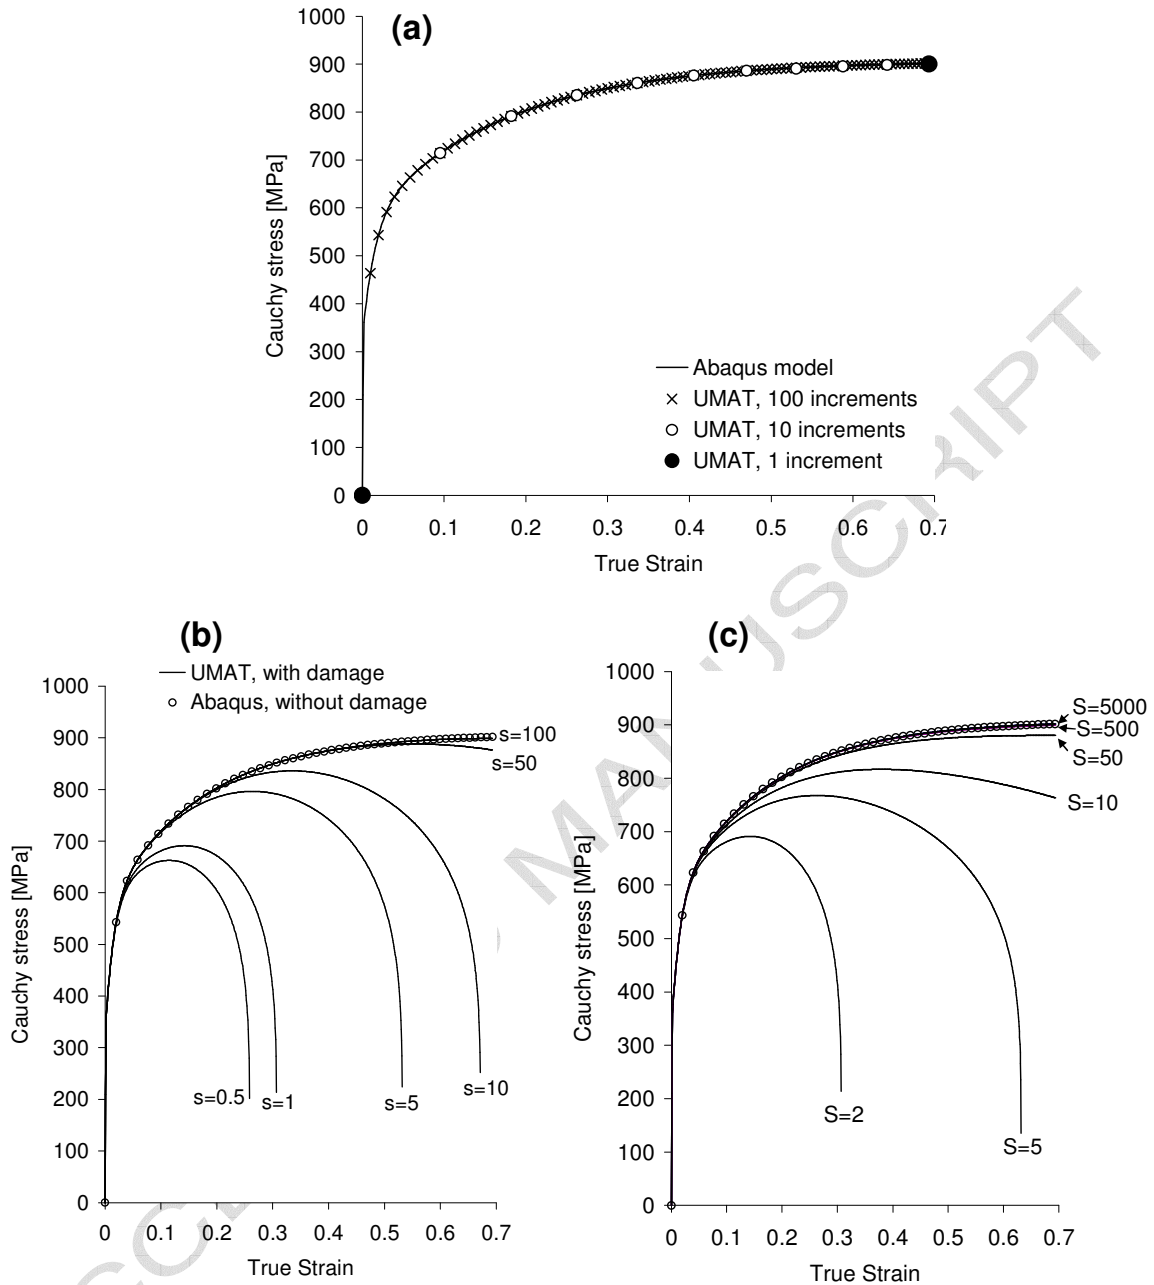 (a)
1000
900
800
700
600
500
400
300
200
100
0
Cauchy stress [MPa]
Abaqus model
UMAT, 100 increments
UMAT, 10 increments
UMAT, 1 increment
0 0.1 0.2 0.3 0.4 0.5 0.6 0.7
True Strain
(b)
UMAT, with damage
Abaqus, without damage
1000
900
800
700
600
500
400
300
200
100
0
Cauchy stress [MPa]
s=100
s=50
s=0.5
s=1
s=5
s=10
0 0.1 0.2 0.3 0.4 0.5 0.6 0.7
True Strain
(c)
1000
900
800
700
600
500
400
300
200
100
0
Cauchy stress [MPa]
S=5000
S=500
S=50
S=10
S=2
S=5
0 0.1 0.2 0.3 0.4 0.5 0.6 0.7
True Strain